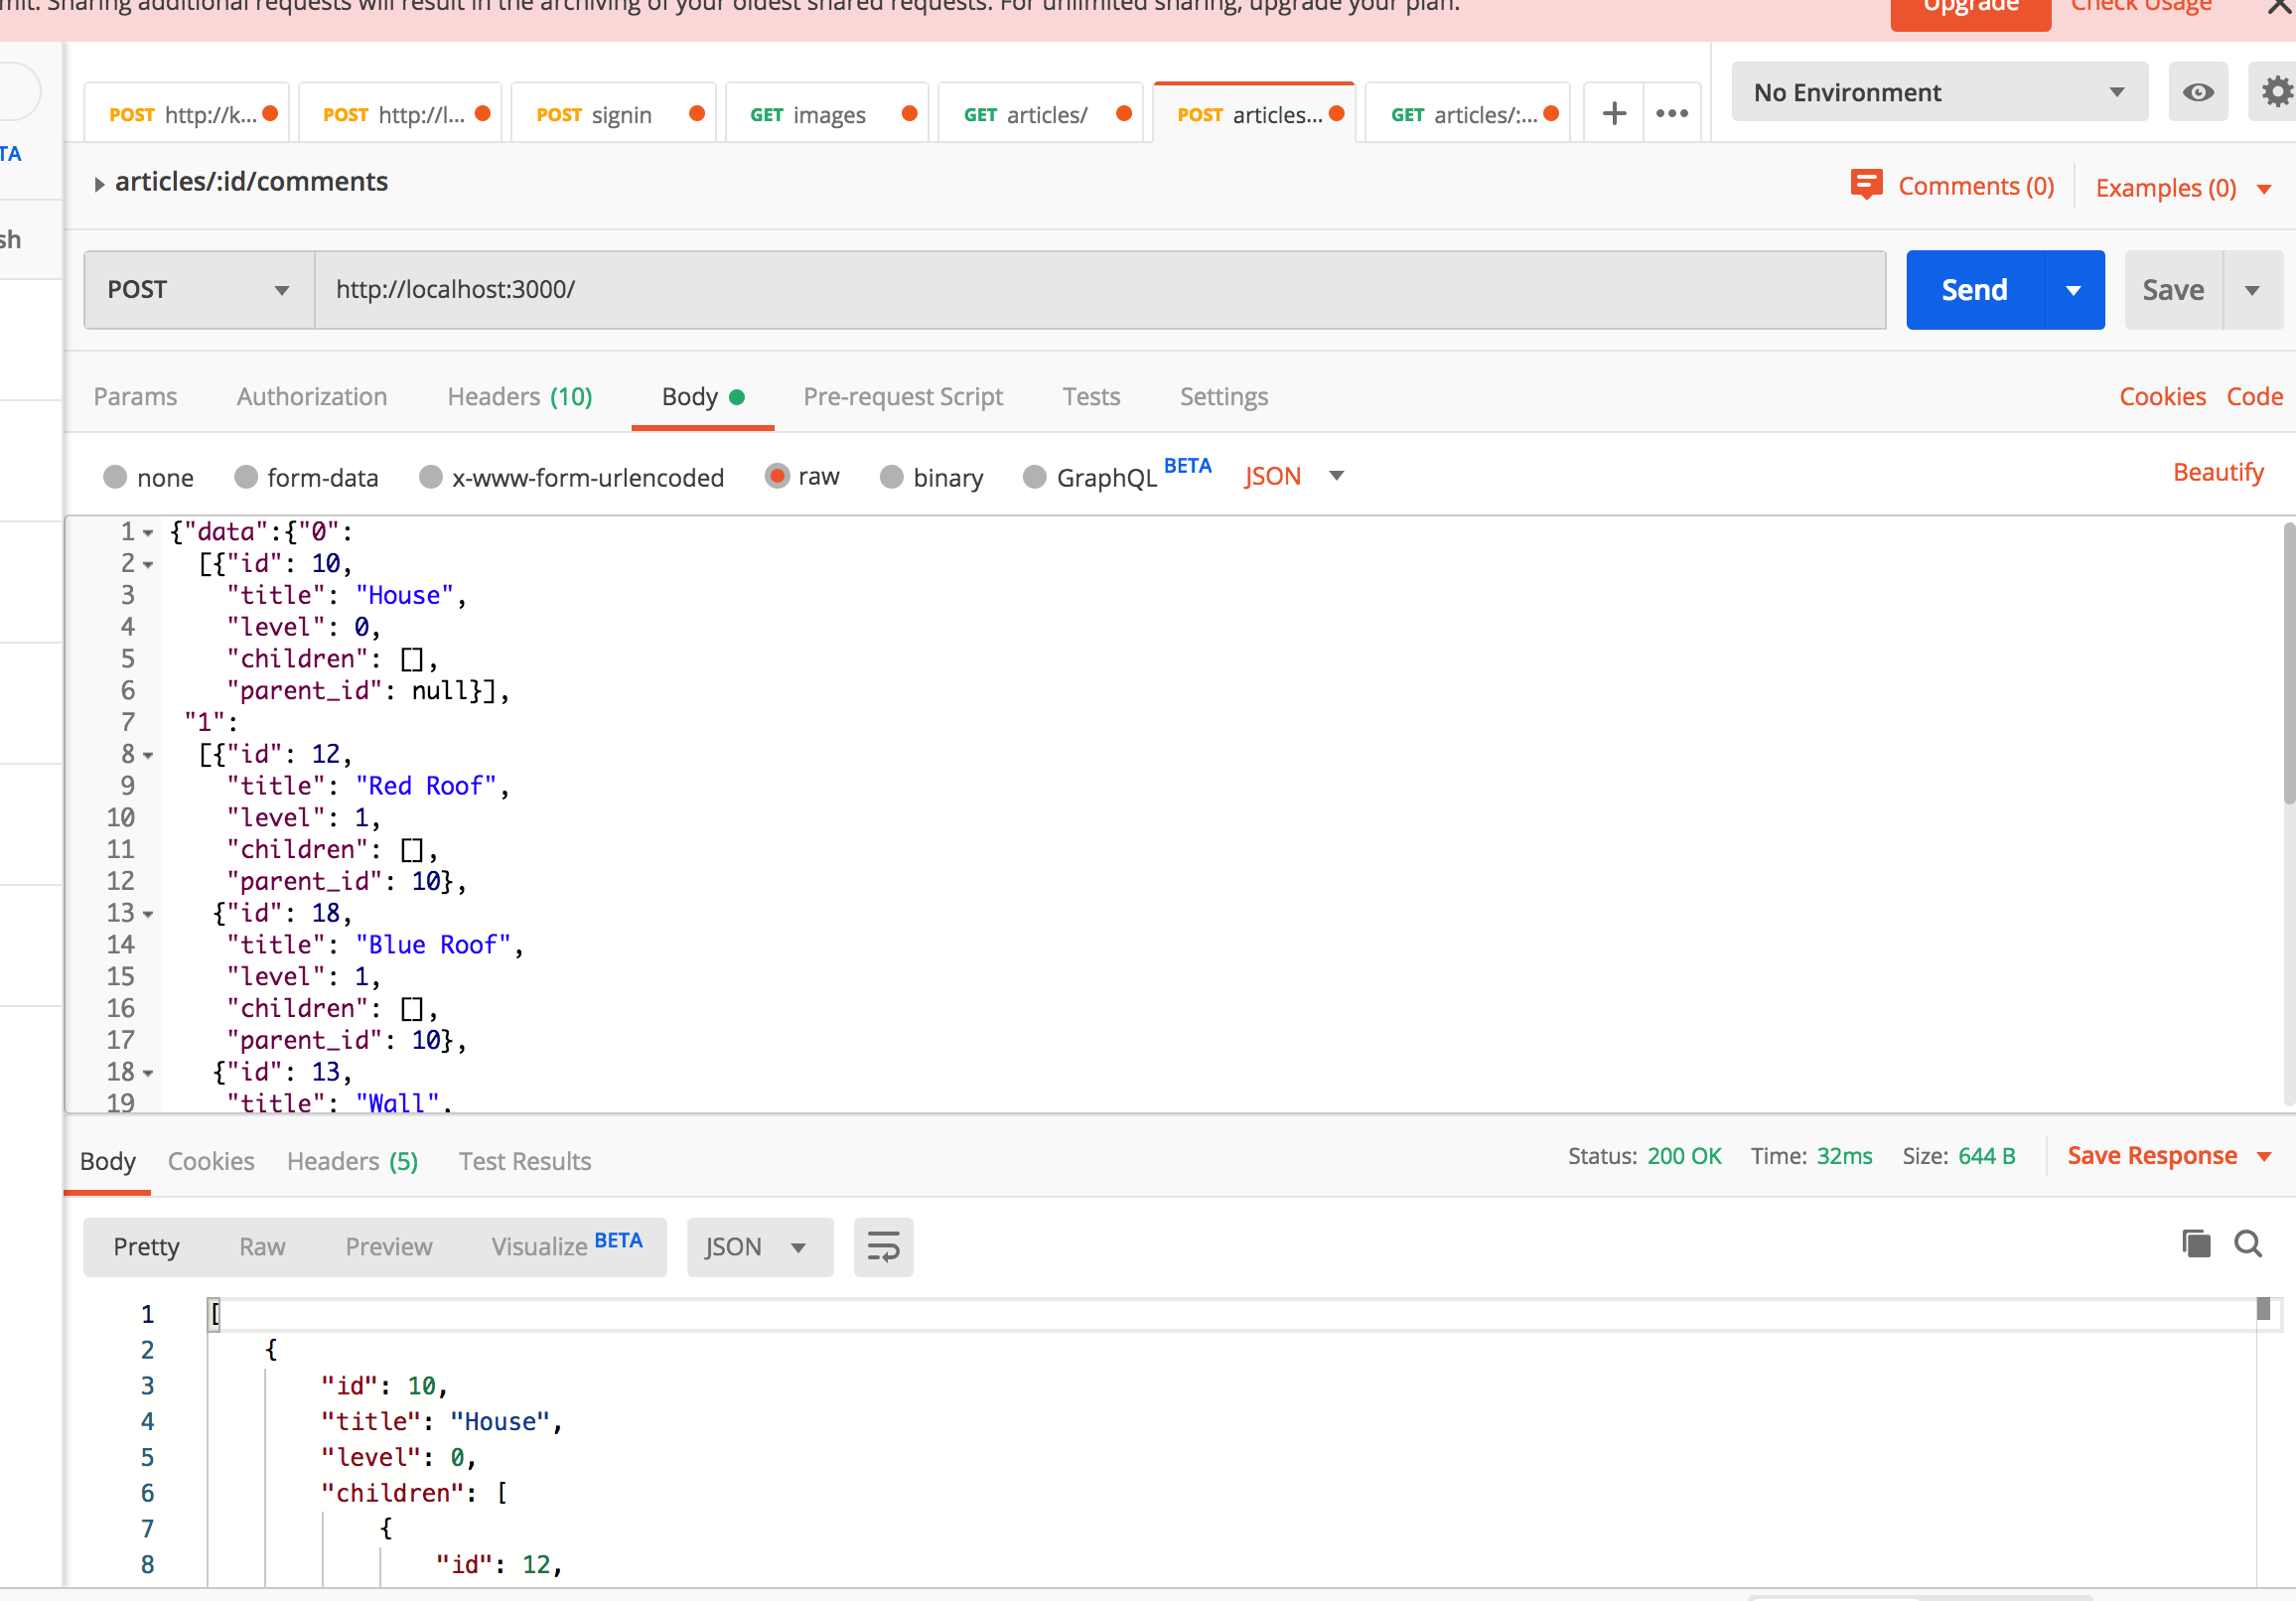 mit. Sharing additional requests will result in the archiving of your oldest shared requests. For unlimited sharing, upgrade your plan.
Upgrade Check Usage
POST http://k... POST http://l... POST signin GET images GET articles/ POST articles... GET articles/:... No Environment
TA
articles/:id/comments Comments (0) Examples (0)
sh
POST http://localhost:3000/ Send Save
Params Authorization Headers (10) Body Pre-request Script Tests Settings Cookies Code
none form-data x-www-form-urlencoded raw binary GraphQL BETA JSON Beautify
1 {"data":{"0":
2 [{"id": 10,
3 "title": "House",
4 "level": 0,
5 "children": [],
6 "parent_id": null}],
7 "1":
8 [{"id": 12,
9 "title": "Red Roof",
10 "level": 1,
11 "children": [],
12 "parent_id": 10},
13 {"id": 18,
14 "title": "Blue Roof",
15 "level": 1,
16 "children": [],
17 "parent_id": 10},
18 {"id": 13,
19 "title": "Wall",
Body Cookies Headers (5) Test Results Status: 200 OK Time: 32ms Size: 644 B Save Response
Pretty Raw Preview Visualize BETA JSON
1 [
2 {
3 "id": 10,
4 "title": "House",
5 "level": 0,
6 "children": [
7 {
8 "id": 12,